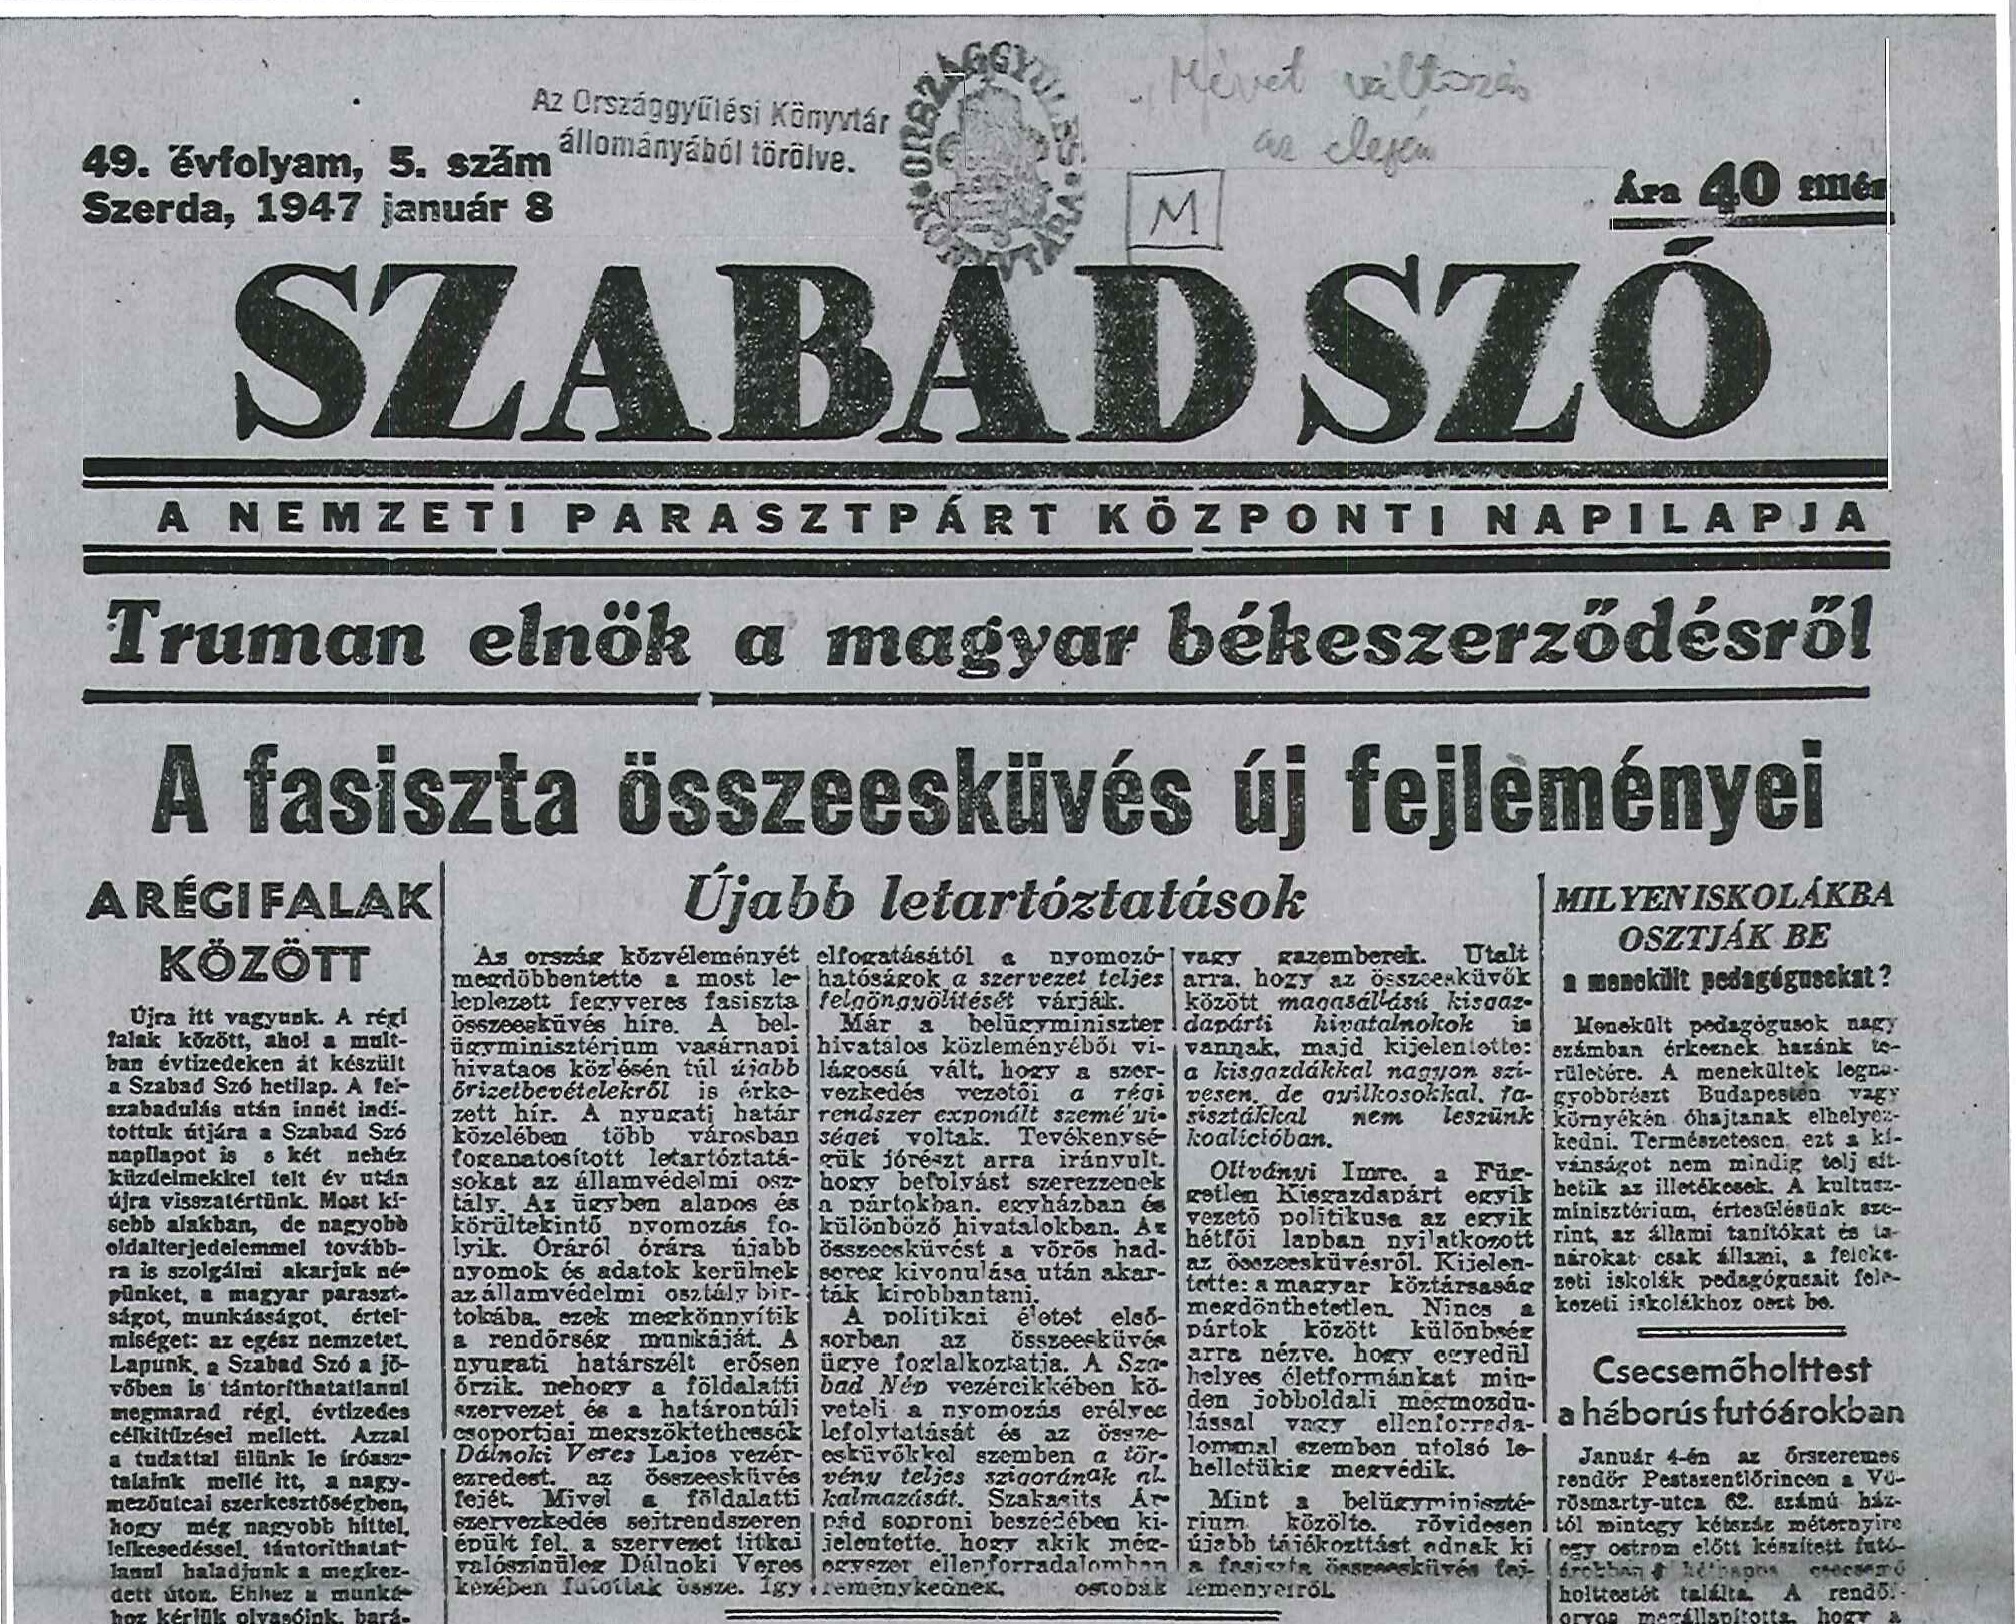 Az Országgyűlési Könyvtár
állományából törölve.
ORSZÁGGYŰLÉS KÖNYVTÁRA
Méret változás
az elején
M
49. évfolyam, 5. szám
Szerda, 1947 január 8
Ára 40 fillér
SZABAD SZÓ
A NEMZETI PARASZTPÁRT KÖZPONTI NAPILAPJA
Truman elnök a magyar békeszerződésről
A fasiszta összeesküvés új fejleményei
A RÉGI FALAK
KÖZÖTT
Újra itt vagyunk. A régi
falak között, ahol a mult-
ban évtizedeken át készült
a Szabad Szó hetilap. A fel-
szabadulás után innét indí-
tottuk útjára a Szabad Szó
napilapot is s két nehéz
küzdelmekkel telt év után
újra visszatértünk. Most ki-
sebb alakban, de nagyobb
oldalterjedelemmel tovább-
ra is szolgálni akarjuk né-
pünket, a magyar paraszt-
ságot, munkásságot, értel-
miséget: az egész nemzetet.
Lapunk, a Szabad Szó a jö-
vőben is tántoríthatatlanul
megmarad régi, évtizedes
célkitűzései mellett. Azzal
a tudattal ülünk le íróasz-
talaink mellé itt, a nagy-
mezőutcai szerkesztőségben,
hogy még nagyobb hittel,
lelkesedéssel, tántoríthatat-
lanul haladjunk a megkez-
dett úton. Ehhez a munká-
hoz kérjük olvasóink, bará-
Újabb letartóztatások
Az ország közvéleményét
megdöbbentette a most le-
leplezett fegyveres fasiszta
összeesküvés híre. A bel-
ügyminisztérium vasárnapi
hivataosköz'ésén túl újabb
őrizetbevételekről is érke-
zett hír. A nyugati határ
közelében több városban
foganatosított letartóztatá-
sokat az államvédelmi osz-
tály. Az ügyben alapos és
körültekintő nyomozás fo-
lyik. Óráról órára újabb
nyomok és adatok kerülnek
az államvédelmi osztály bir-
tokába, ezek megkönnyítik
a rendőrség munkáját. A
nyugati határszélt erősen
őrzik, nehogy a földalatti
szervezet és a határontúli
csoportjai megszöktethessék
Dálnoki Veres Lajos vezér-
ezredest, az összeesküvés
fejét. Mivel a földalatti
szervezkedés sejtrendszeren
épült fel, a szervezet titkai
valószínüleg Dálnoki Veres
kezében futottak össze. Így
elfogatásától a nyomozó-
hatóságok a szervezet teljes
felgöngyölítését várják.
Már a belügyminiszter
hivatalos közleményéből vi-
lágossá vált, hogy a szer-
vezkedés vezetői a régi
rendszer exponált szemé'yi-
ségei voltak. Tevékenysé-
gük jórészt arra irányult,
hogy befolyást szerezzenek
a pártokban, egyházban és
különböző hivatalokban. Az
összeesküvést a vörös had-
sereg kivonulása után akar-
ták kirobbantani.
A politikai életet első-
sorban az összeesküvés
ügye foglalkoztatja. A Sza-
bad Nép vezércikkében kö-
veteli a nyomozás erélyes
lefolytatását és az össze-
esküvőkkel szemben a tör-
vény teljes szigorának al-
kalmazását. Szakasits Ár-
pád soproni beszédében ki-
jelentette, hogy akik még-
egyszer ellenforradalomban
reménykednek, ostobák
vagy gazemberek. Utalt
arra, hogy az összeesküvők
között magasállású kisgaz-
dapárti hivatalnokok is
vannak, majd kijelentette:
a kisgazdákkal nagyon szí-
vesen, de gyilkosokkal, fa-
sisztákkal nem leszünk
koalícióban.
Oltványi Imre, a Füg-
getlen Kisgazdapárt egyik
vezető politikusa az egyik
hétfői lapban nyilatkozott
az összeesküvésről. Kijelen-
tette: a magyar köztársaság
megdönthetetlen. Nincs a
pártok között különbség
arra nézve, hogy egyedül
helyes életformánkat min-
den jobboldali megmozdu-
lással vagy ellenforrada-
lommal szemben utolsó le-
helletükig megvédik.
Mint a belügyminiszté-
rium közölte, rövidesen
újabb tájékoztást adnak ki
a fasiszta összeesküvés fej-
leményeiről.
MILYEN ISKOLÁKBA
OSZTJÁK BE
a menekült pedagógusokat?
Menekült pedagógusok nagy
számban érkeznek hazánk te-
rületére. A menekültek legna-
gyobbrészt Budapesten vagy
környékén óhajtanak elhelyez-
kedni. Természetesen ezt a kí-
vánságot nem mindig telj sít-
hetik az illetékesek. A kultusz-
minisztérium, értesülésünk sze-
rint, az állami tanítókat és ta-
nárokat csak állami, a feleke-
zeti iskolák pedagógusait fele-
kezeti iskolákhoz oszt be.
Csecsemőholttest
a háborús futóárokban
Január 4-én az őrszeremes
rendőr Pestszentlőrincen a Vö-
rösmarty-utca 62. számú ház-
tól mintegy kétszáz méternyire
egy ostrom előtt készített futó-
árokban hétnapos csecsemő
holttestét találta. A rendőr-
orvos megállapította, hogy a